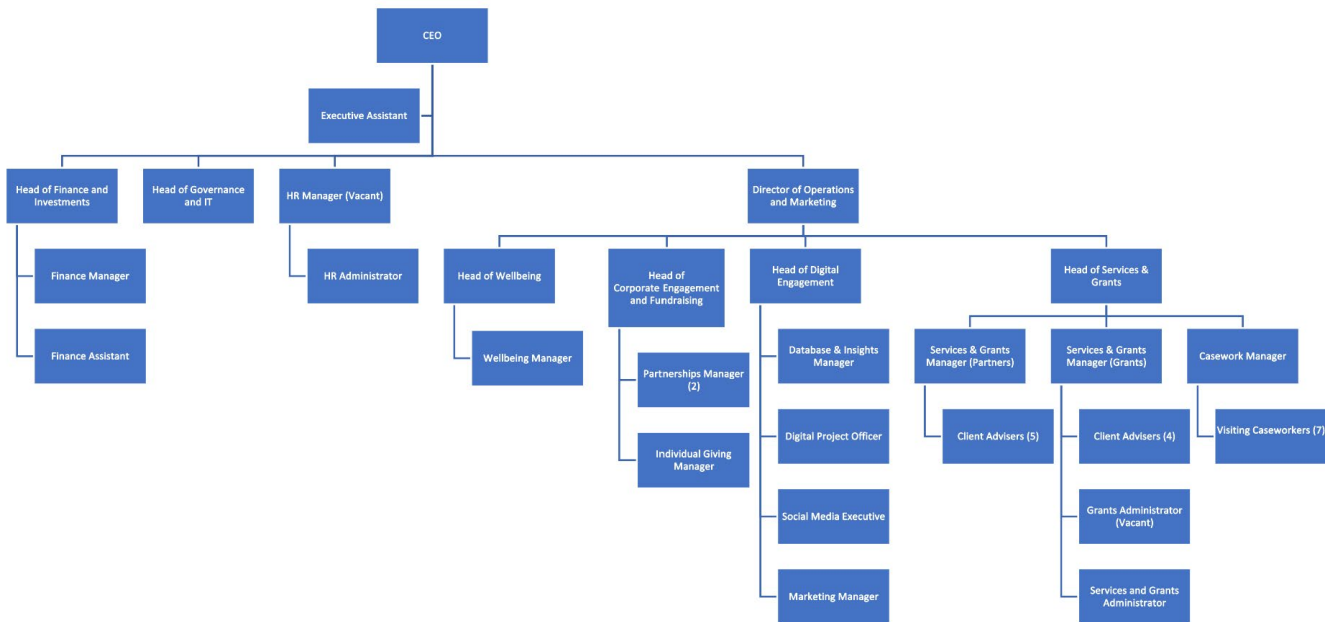 CEO
Executive Assistant
Head of Finance and
Investments
Head of Governance
and IT
HR Manager (Vacant)
Director of Operations
and Marketing
Finance Manager
HR Administrator
Head of Wellbeing
Head of
Corporate Engagement
and Fundraising
Head of Digital
Engagement
Head of Services &
Grants
Finance Assistant
Wellbeing Manager
Partnerships Manager
(2)
Individual Giving
Manager
Database & Insights
Manager
Digital Project Officer
Social Media Executive
Marketing Manager
Services & Grants
Manager (Partners)
Services & Grants
Manager (Grants)
Casework Manager
Client Advisers (5)
Client Advisers (4)
Visiting Caseworkers (7)
Grants Administrator
(Vacant)
Services and Grants
Administrator